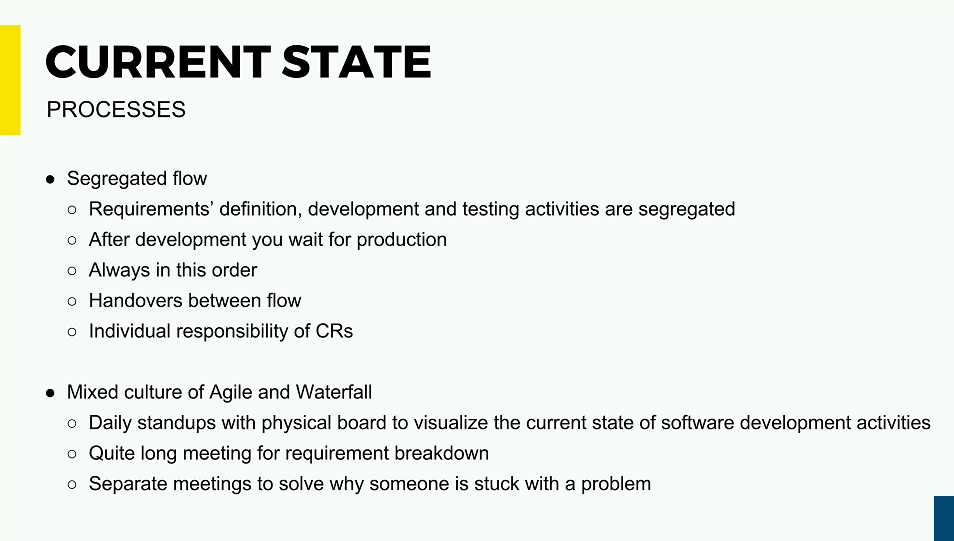 CURRENT STATE
PROCESSES
● Segregated flow
○ Requirements’ definition, development and testing activities are segregated
○ After development you wait for production
○ Always in this order
○ Handovers between flow
○ Individual responsibility of CRs
● Mixed culture of Agile and Waterfall
○ Daily standups with physical board to visualize the current state of software development activities
○ Quite long meeting for requirement breakdown
○ Separate meetings to solve why someone is stuck with a problem